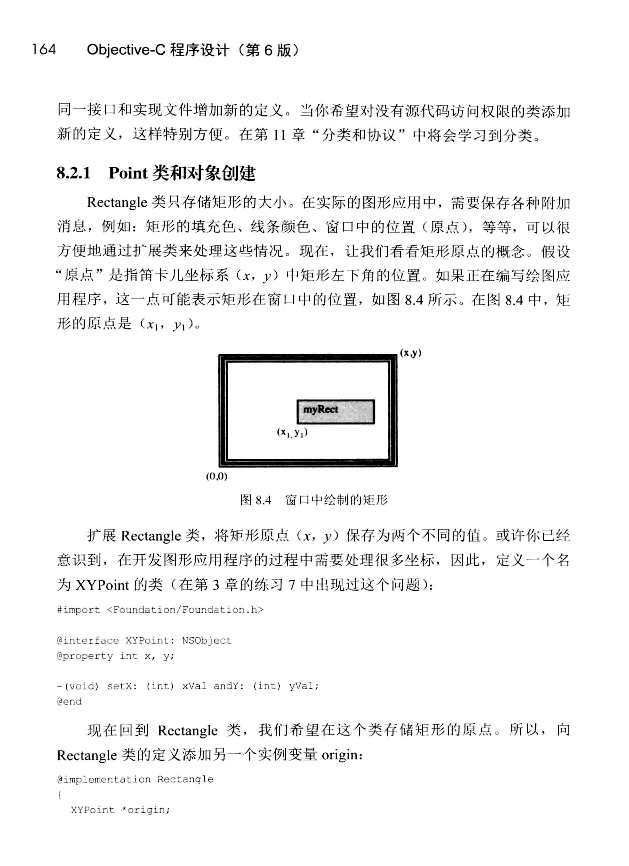 164 Objective-C 程序设计（第 6 版）
同一接口和实现文件增加新的定义。当你希望对没有源代码访问权限的类添加
新的定义，这样特别方便。在第 11 章“分类和协议”中将会学习到分类。
8.2.1 Point 类和对象创建
Rectangle 类只存储矩形的大小。在实际的图形应用中，需要保存各种附加
消息，例如：矩形的填充色、线条颜色、窗口中的位置（原点），等等，可以很
方便地通过扩展类来处理这些情况。现在，让我们看看矩形原点的概念。假设
“原点”是指笛卡儿坐标系（x，y）中矩形左下角的位置。如果正在编写绘图应
用程序，这一点可能表示矩形在窗口中的位置，如图 8.4 所示。在图 8.4 中，矩
形的原点是（x₁，y₁）。
(x,y)
myRect
(x₁,y₁)
(0,0)
图 8.4 窗口中绘制的矩形
扩展 Rectangle 类，将矩形原点（x，y）保存为两个不同的值。或许你已经
意识到，在开发图形应用程序的过程中需要处理很多坐标，因此，定义一个名
为 XYPoint 的类（在第 3 章的练习 7 中出现过这个问题）：
#import <Foundation/Foundation.h>
@interface XYPoint: NSObject
@property int x, y;
-(void) setX: (int) xVal andY: (int) yVal;
@end
现在回到 Rectangle 类，我们希望在这个类存储矩形的原点。所以，向
Rectangle 类的定义添加另一个实例变量 origin：
@implementation Rectangle
{
XYPoint *origin;